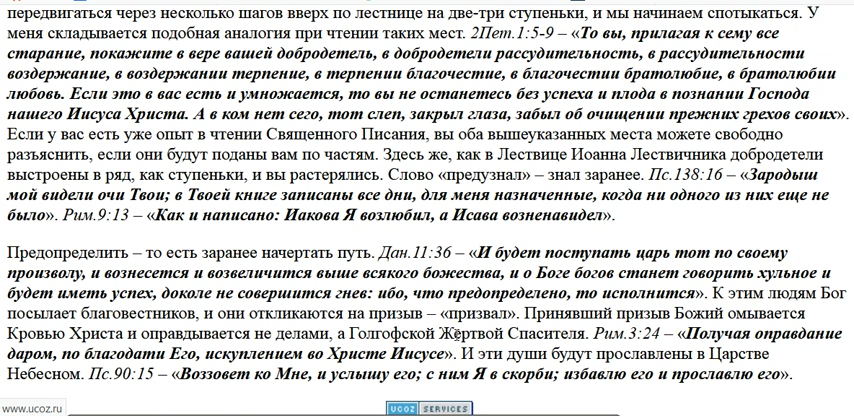 передвигаться через несколько шагов вверх по лестнице на две-три ступеньки, и мы начинаем спотыкаться. У
меня складывается подобная аналогия при чтении таких мест. 2Пет.1:5-9 – «То вы, прилагая к сему все
старание, покажите в вере вашей добродетель, в добродетели рассудительность, в рассудительности
воздержание, в воздержании терпение, в терпении благочестие, в благочестии братолюбие, в братолюбии
любовь. Если это в вас есть и умножается, то вы не останетесь без успеха и плода в познании Господа
нашего Иисуса Христа. А в ком нет сего, тот слеп, закрыл глаза, забыл об очищении прежних грехов своих».
Если у вас есть уже опыт в чтении Священного Писания, вы оба вышеуказанных места можете свободно
разъяснить, если они будут поданы вам по частям. Здесь же, как в Лествице Иоанна Лествичника добродетели
выстроены в ряд, как ступеньки, и вы растерялись. Слово «предузнал» – знал заранее. Пс.138:16 – «Зародыш
мой видели очи Твои; в Твоей книге записаны все дни, для меня назначенные, когда ни одного из них еще не
было». Рим.9:13 – «Как и написано: Иакова Я возлюбил, а Исава возненавидел».
Предопределить – то есть заранее начертать путь. Дан.11:36 – «И будет поступать царь тот по своему
произволу, и вознесется и возвеличится выше всякого божества, и о Боге богов станет говорить хульное и
будет иметь успех, доколе не совершится гнев: ибо, что предопределено, то исполнится». К этим людям Бог
посылает благовестников, и они откликаются на призыв – «призвал». Принявший призыв Божий омывается
Кровью Христа и оправдывается не делами, а Голгофской Жертвой Спасителя. Рим.3:24 – «Получая оправдание
даром, по благодати Его, искуплением во Христе Иисусе». И эти души будут прославлены в Царстве
Небесном. Пс.90:15 – «Воззовет ко Мне, и услышу его; с ним Я в скорби; избавлю его и прославлю его».
www.ucoz.ru
UCOZ SERVICES